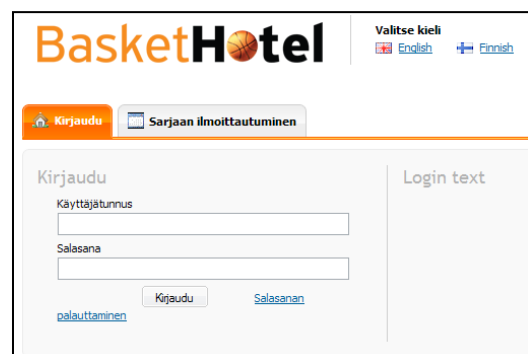 BasketHotel
Valitse kieli
English Finnish
Kirjaudu Sarjaan ilmoittautuminen
Kirjaudu
Login text
Käyttäjätunnus
Salasana
Kirjaudu Salasanan
palauttaminen